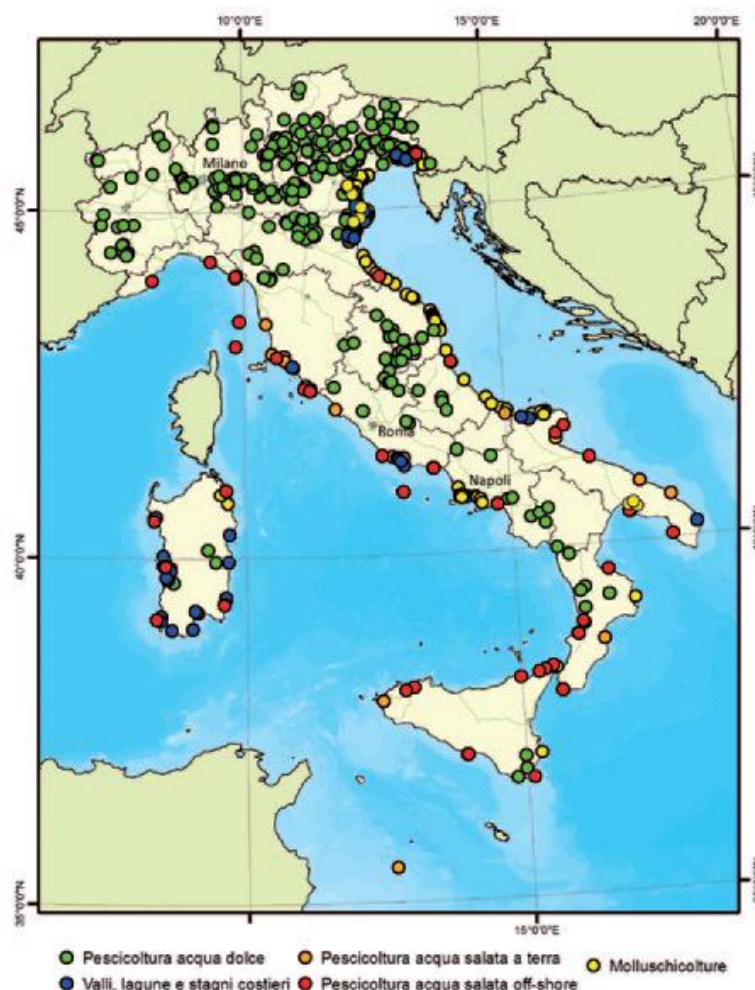 10°0'0"E 15°0'0"E 20°0'0"E
Milano
45°0'0"N
Roma
Napoli
40°0'0"N
35°0'0"N
15°0'0"E
Pescicoltura acqua dolce
Pescicoltura acqua salata a terra
Molluschicolture
Valli, lagune e stagni costieri
Pescicoltura acqua salata off-shore